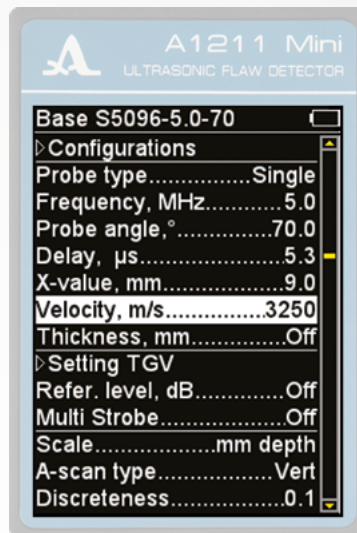 A1211 Mini
ULTRASONIC FLAW DETECTOR
Base S5096-5.0-70
Configurations
Probe type................Single
Frequency, MHz............5.0
Probe angle,°..............70.0
Delay, µs......................5.3
X-value, mm.................9.0
Velocity, m/s.................3250
Thickness, mm..............Off
Setting TGV
Refer. level, dB.............Off
Multi Strobe..................Off
Scale....................mm depth
A-scan type.................Vert
Discreteness................0.1